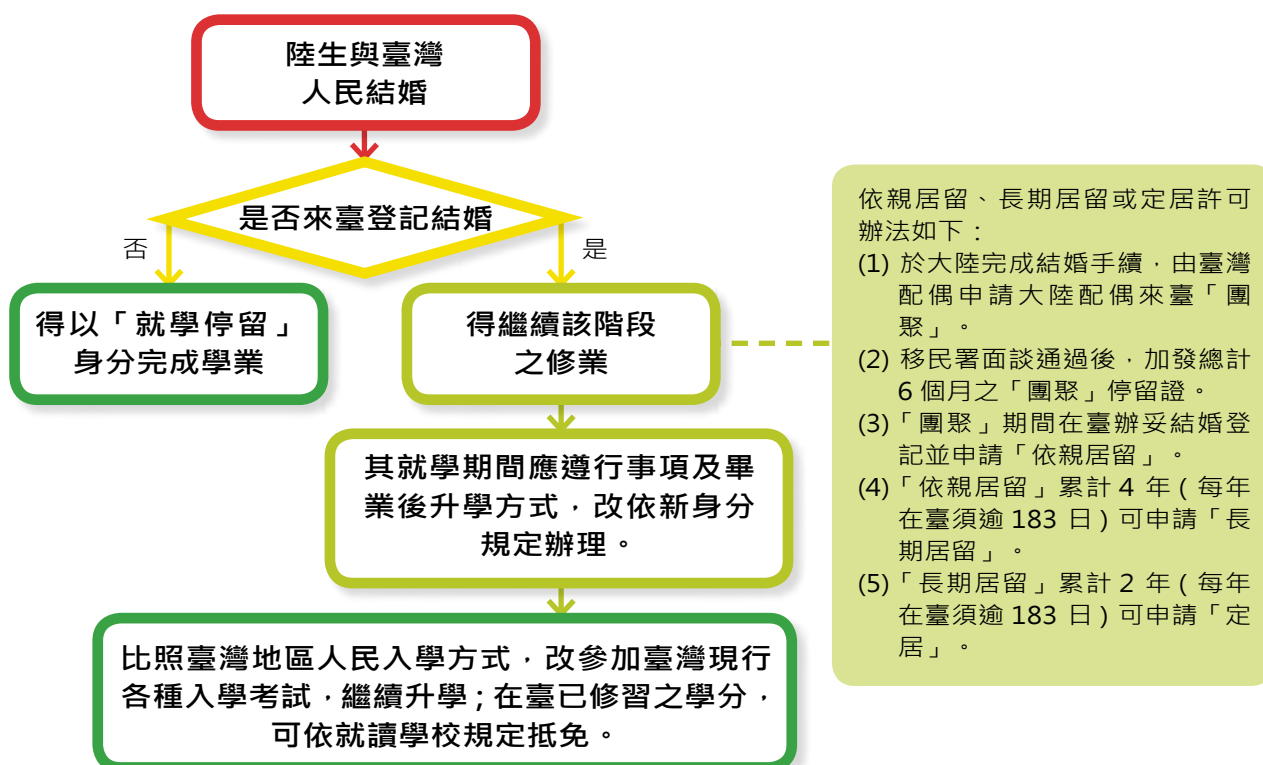 陸生與臺灣
人民結婚
是否來臺登記結婚
否
是
得以「就學停留」
身分完成學業
得繼續該階段
之修業
其就學期間應遵行事項及畢
業後升學方式，改依新身分
規定辦理。
比照臺灣地區人民入學方式，改參加臺灣現行
各種入學考試，繼續升學；在臺已修習之學分，
可依就讀學校規定抵免。
依親居留、長期居留或定居許可
辦法如下：
(1) 於大陸完成結婚手續，由臺灣
配偶申請大陸配偶來臺「團
聚」。
(2) 移民署面談通過後，加發總計
6 個月之「團聚」停留證。
(3)「團聚」期間在臺辦妥結婚登
記並申請「依親居留」。
(4)「依親居留」累計 4 年（每年
在臺須逾 183 日）可申請「長
期居留」。
(5)「長期居留」累計 2 年（每年
在臺須逾 183 日）可申請「定
居」。